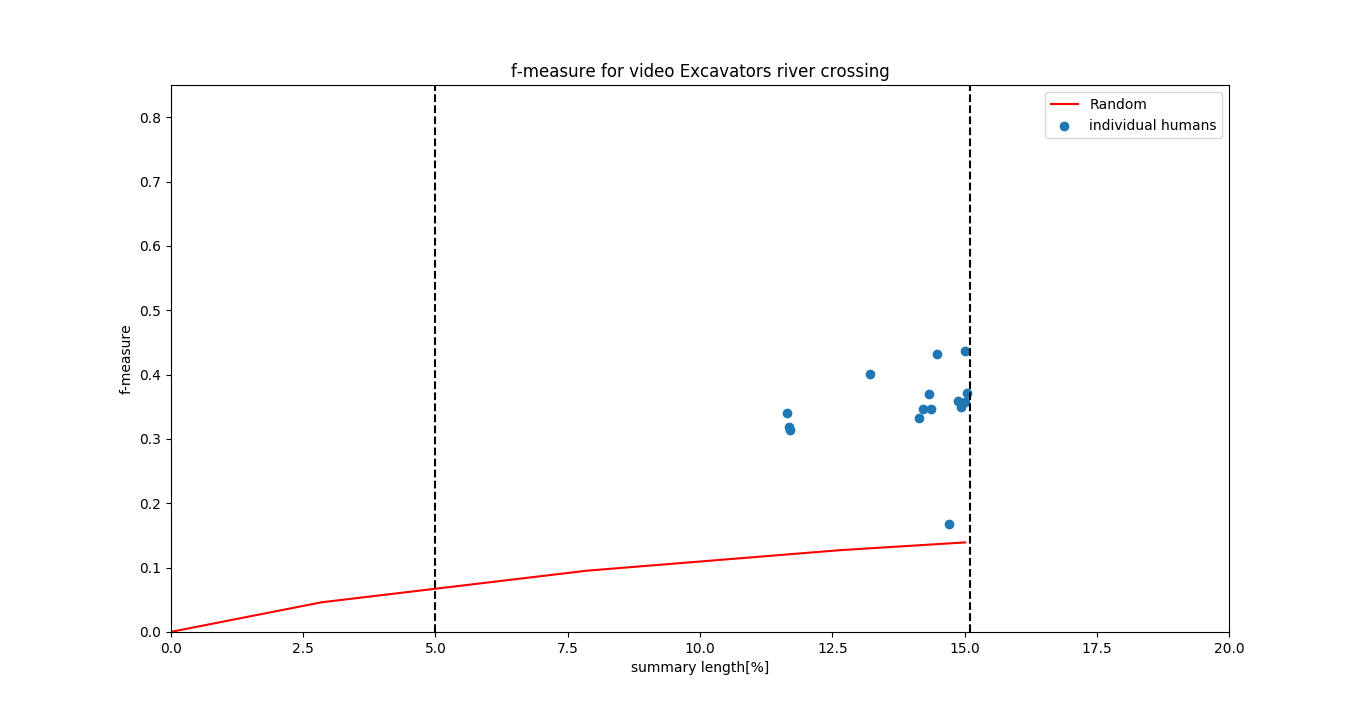 f-measure for video Excavators river crossing
Random
individual humans
0.8
0.7
0.6
0.5
0.4
0.3
0.2
0.1
0.0
f-measure
0.0 2.5 5.0 7.5 10.0 12.5 15.0 17.5 20.0
summary length[%]